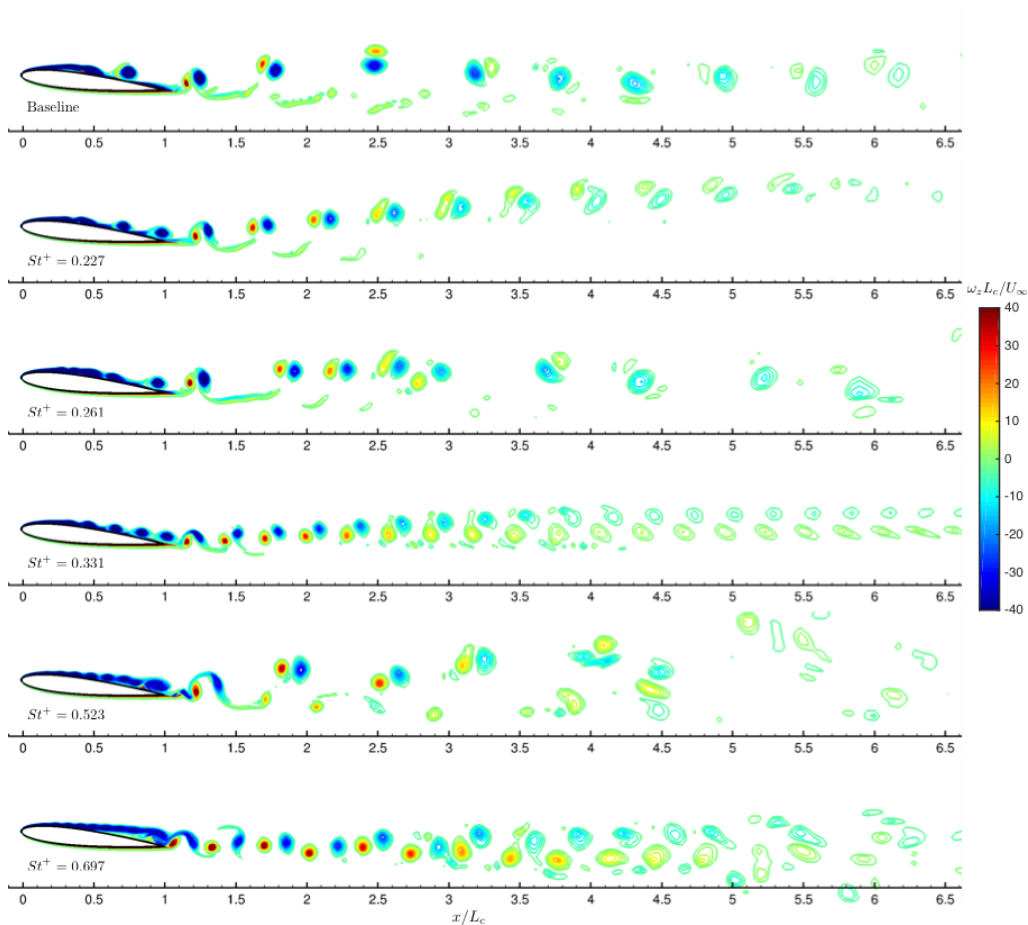 Baseline
0 0.5 1 1.5 2 2.5 3 3.5 4 4.5 5 5.5 6 6.5
St⁺ = 0.227
0 0.5 1 1.5 2 2.5 3 3.5 4 4.5 5 5.5 6 6.5
ω_z L_c/U_∞
40
30
20
10
0
-10
-20
-30
-40
St⁺ = 0.261
0 0.5 1 1.5 2 2.5 3 3.5 4 4.5 5 5.5 6 6.5
St⁺ = 0.331
0 0.5 1 1.5 2 2.5 3 3.5 4 4.5 5 5.5 6 6.5
St⁺ = 0.523
0 0.5 1 1.5 2 2.5 3 3.5 4 4.5 5 5.5 6 6.5
St⁺ = 0.697
0 0.5 1 1.5 2 2.5 3 3.5 4 4.5 5 5.5 6 6.5
x/L_c